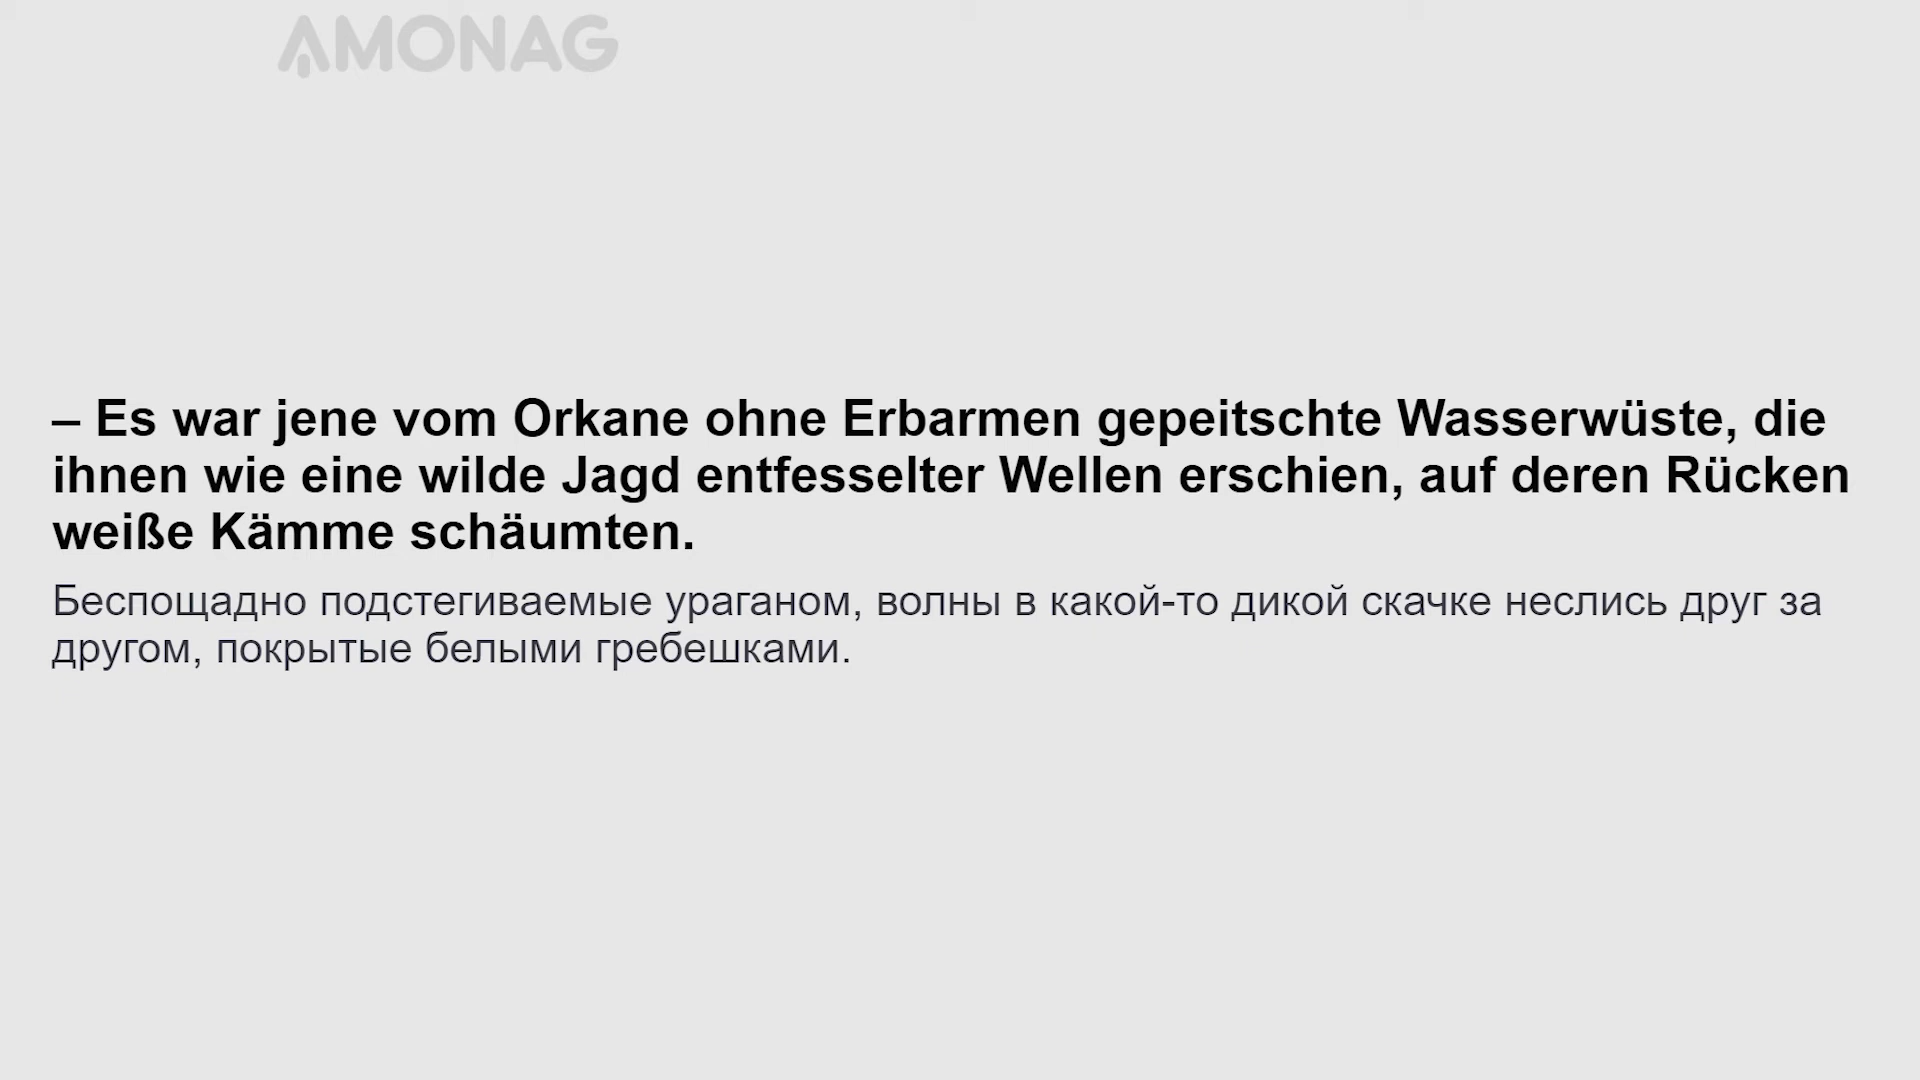 AMONAG
– Es war jene vom Orkane ohne Erbarmen gepeitschte Wasserwüste, die
ihnen wie eine wilde Jagd entfesselter Wellen erschien, auf deren Rücken
weiße Kämme schäumten.
Беспощадно подстегиваемые ураганом, волны в какой-то дикой скачке неслись друг за
другом, покрытые белыми гребешками.